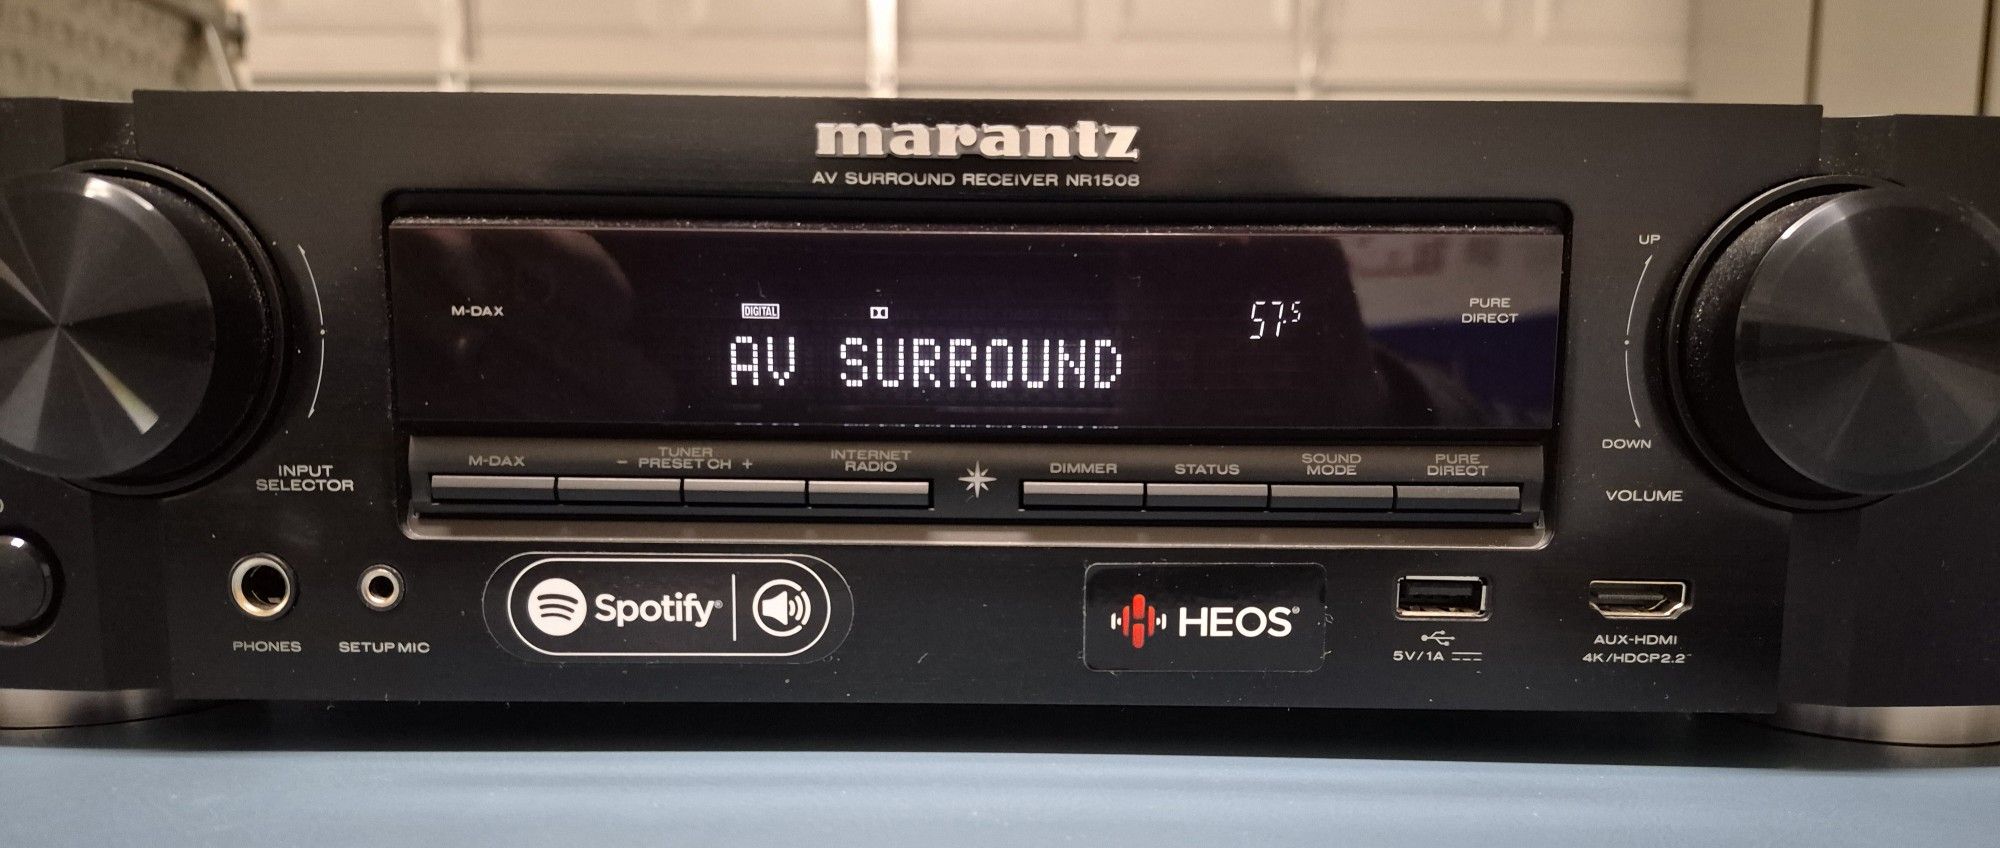 marantz
AV SURROUND RECEIVER NR1508
UP
M-DAX
DIGITAL
57.5
PURE
DIRECT
AV SURROUND
DOWN
M-DAX
TUNER
− PRESET CH +
INTERNET
RADIO
DIMMER
STATUS
SOUND
MODE
PURE
DIRECT
INPUT
SELECTOR
VOLUME
Spotify®
HEOS®
PHONES
SETUP MIC
5V/1A
AUX-HDMI
4K/HDCP2.2